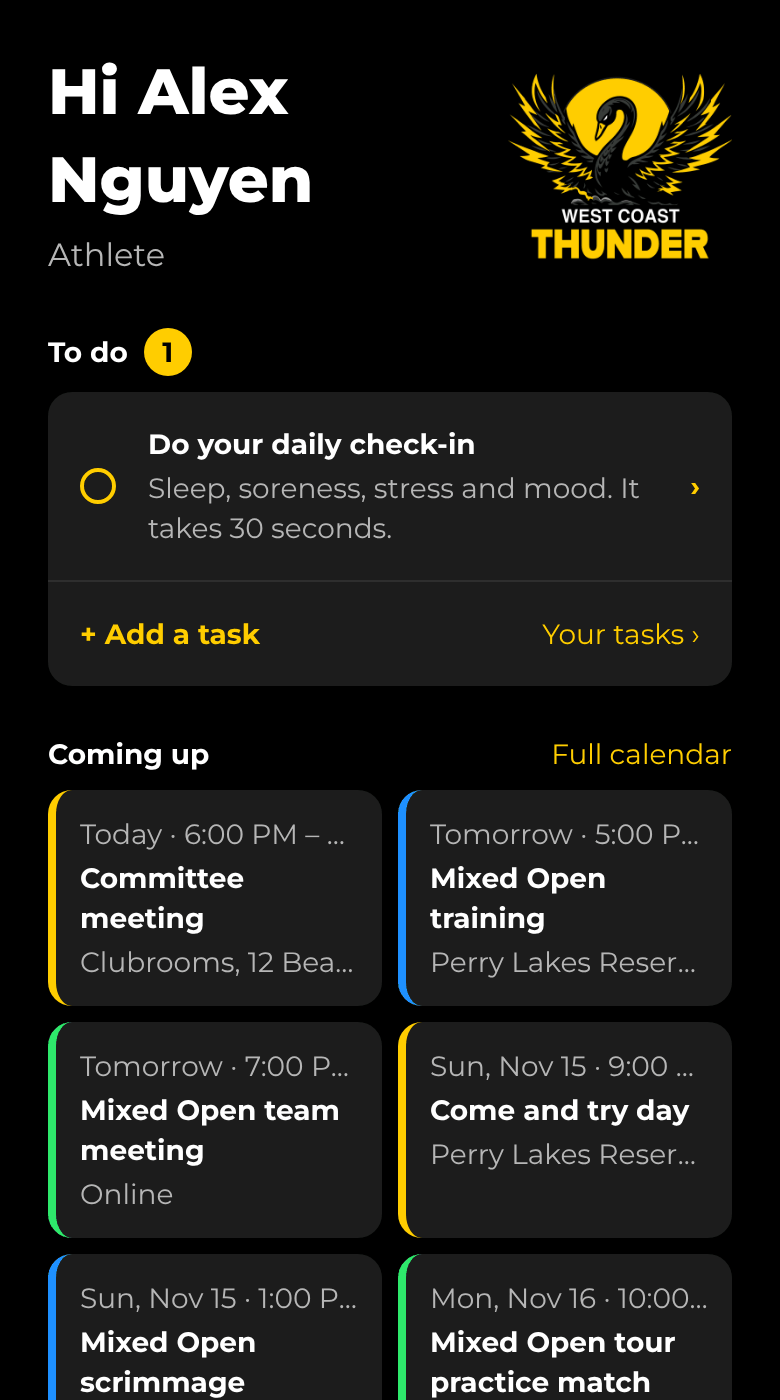 Hi Alex
Nguyen
Athlete
WEST COAST
THUNDER
To do 1
Do your daily check-in
Sleep, soreness, stress and mood. It
takes 30 seconds.
›
+ Add a task
Your tasks ›
Coming up
Full calendar
Today · 6:00 PM – ...
Committee
meeting
Clubrooms, 12 Bea...
Tomorrow · 5:00 P...
Mixed Open
training
Perry Lakes Reser...
Tomorrow · 7:00 P...
Mixed Open team
meeting
Online
Sun, Nov 15 · 9:00 ...
Come and try day
Perry Lakes Reser...
Sun, Nov 15 · 1:00 P...
Mixed Open
scrimmage
Mon, Nov 16 · 10:00...
Mixed Open tour
practice match